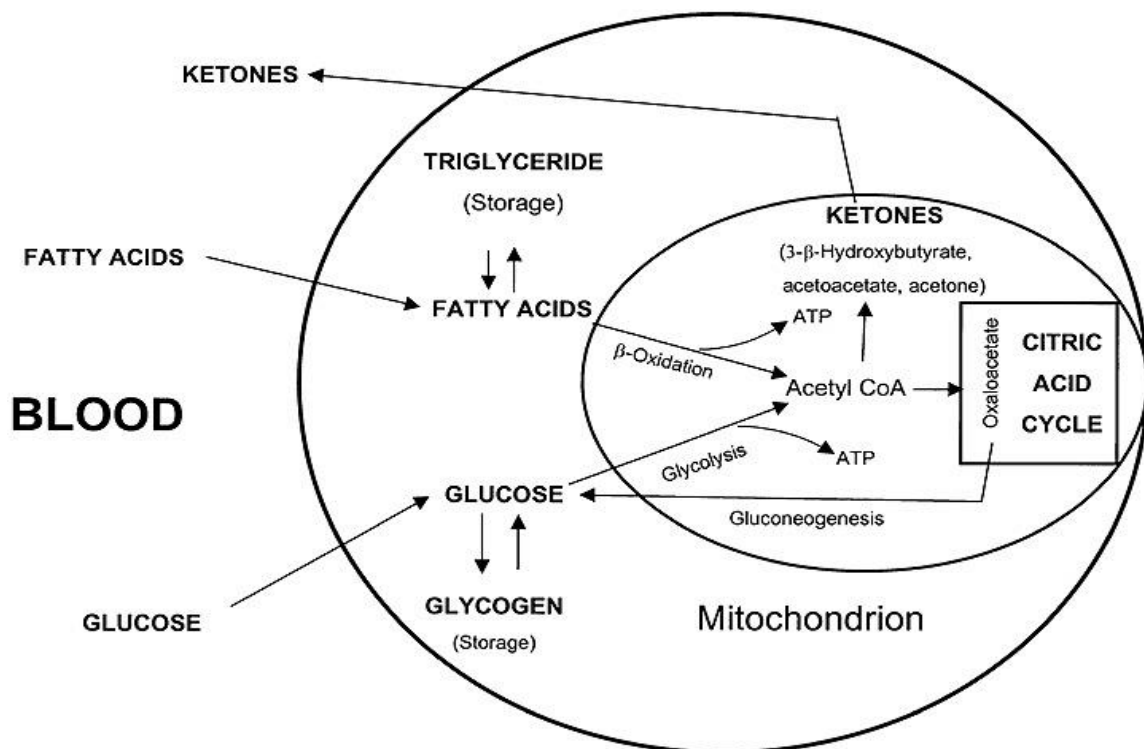 KETONES
TRIGLYCERIDE
(Storage)
KETONES
(3-β-Hydroxybutyrate,
acetoacetate, acetone)
FATTY ACIDS
FATTY ACIDS
ATP
β-Oxidation
Acetyl CoA
Oxaloacetate
CITRIC
ACID
CYCLE
BLOOD
Glycolysis
ATP
GLUCOSE
Gluconeogenesis
GLYCOGEN
(Storage)
GLUCOSE
Mitochondrion